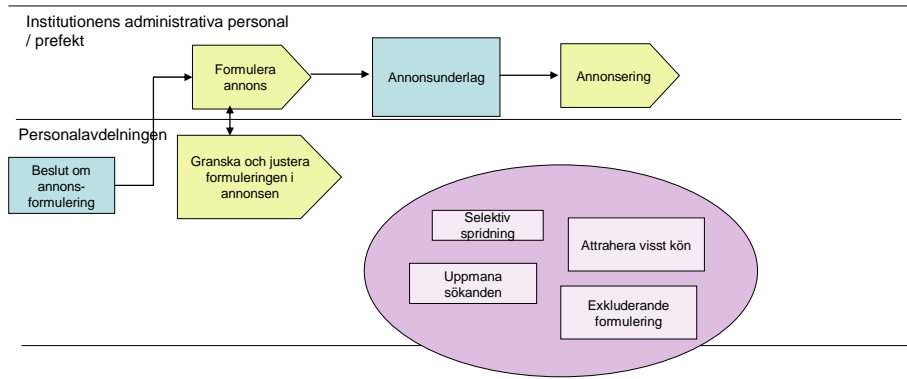 Institutionens administrativa personal
/ prefekt
Formulera
annons
Annonsunderlag
Annonsering
Personalavdelningen
Beslut om
annons-
formulering
Granska och justera
formuleringen i
annonsen
Selektiv
spridning
Attrahera visst kön
Uppmana
sökanden
Exkluderande
formulering